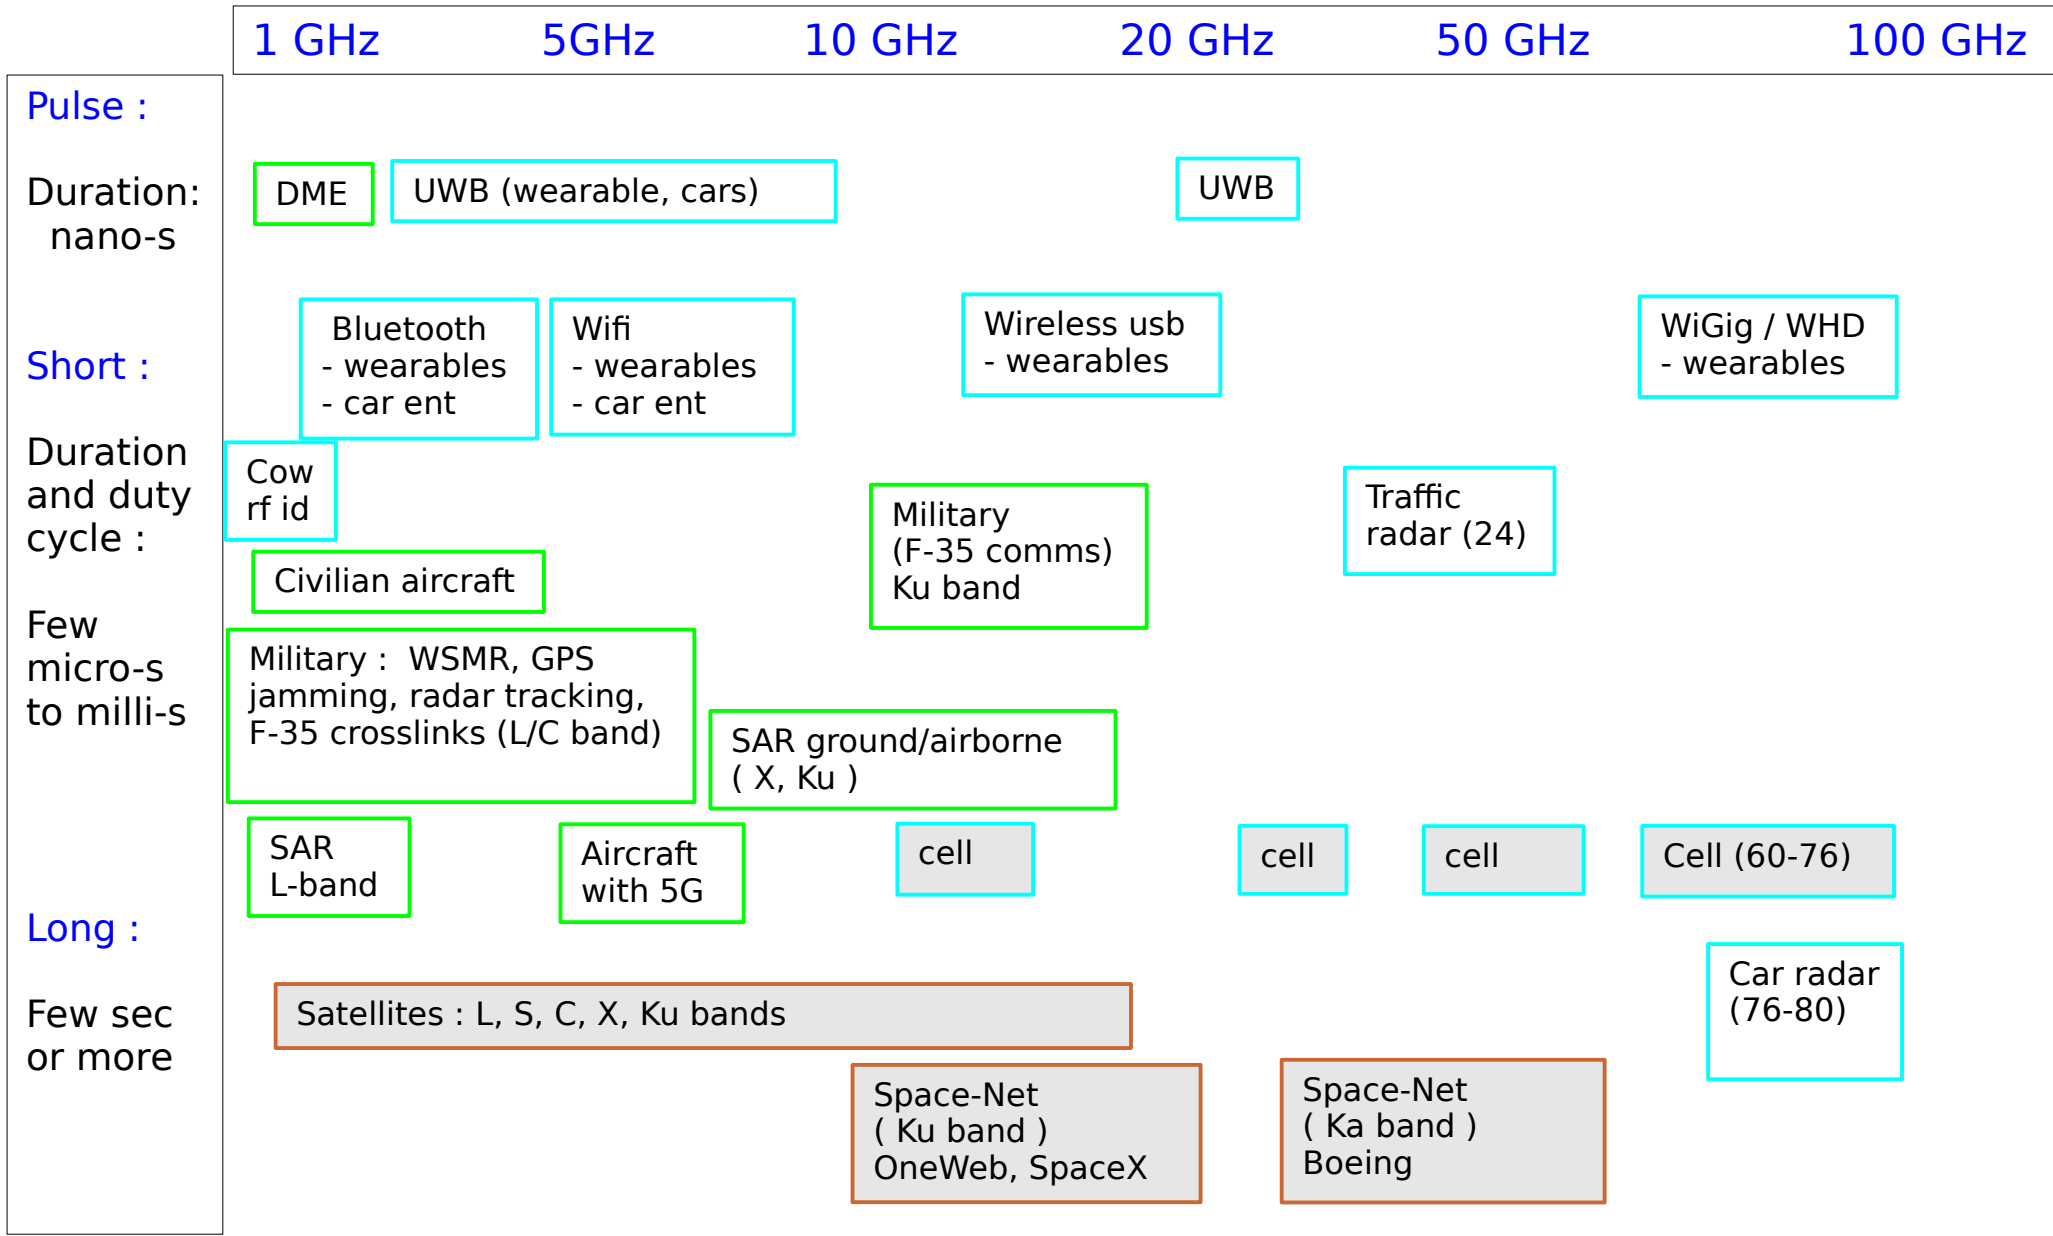 1 GHz 5GHz 10 GHz 20 GHz 50 GHz 100 GHz
Pulse :
Duration:
nano-s
Short :
Duration
and duty
cycle :
Few
micro-s
to milli-s
Long :
Few sec
or more
DME
UWB (wearable, cars)
UWB
Bluetooth
- wearables
- car ent
Wifi
- wearables
- car ent
Wireless usb
- wearables
WiGig / WHD
- wearables
Cow
rf id
Military
(F-35 comms)
Ku band
Traffic
radar (24)
Civilian aircraft
Military : WSMR, GPS
jamming, radar tracking,
F-35 crosslinks (L/C band)
SAR ground/airborne
( X, Ku )
SAR
L-band
Aircraft
with 5G
cell
cell
cell
Cell (60-76)
Car radar
(76-80)
Satellites : L, S, C, X, Ku bands
Space-Net
( Ku band )
OneWeb, SpaceX
Space-Net
( Ka band )
Boeing